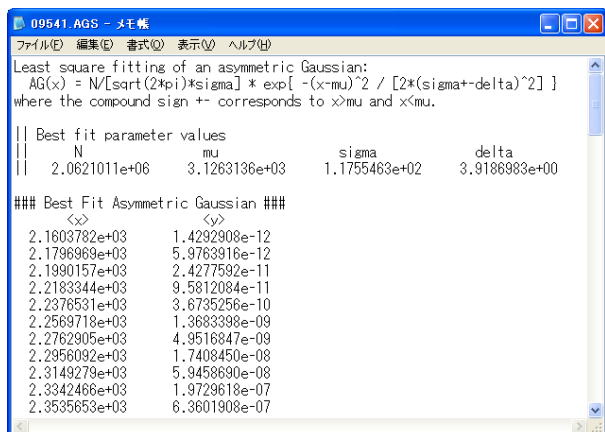 09541.AGS - メモ帳
ファイル(F) 編集(E) 書式(O) 表示(V) ヘルプ(H)
Least square fitting of an asymmetric Gaussian:
AG(x) = N/[sqrt(2*pi)*sigma] * exp[ -(x-mu)^2 / [2*(sigma+-delta)^2] }
where the compound sign +- corresponds to x>mu and x<mu.
|| Best fit parameter values
|| N mu sigma delta
|| 2.0621011e+06 3.1263136e+03 1.1755463e+02 3.9186983e+00
### Best Fit Asymmetric Gaussian ###
<x> <y>
2.1603782e+03 1.4292908e-12
2.1796969e+03 5.9763916e-12
2.1990157e+03 2.4277592e-11
2.2183344e+03 9.5812084e-11
2.2376531e+03 3.6735256e-10
2.2569718e+03 1.3683398e-09
2.2762905e+03 4.9516847e-09
2.2956092e+03 1.7408450e-08
2.3149279e+03 5.9458690e-08
2.3342466e+03 1.9729618e-07
2.3535653e+03 6.3601908e-07